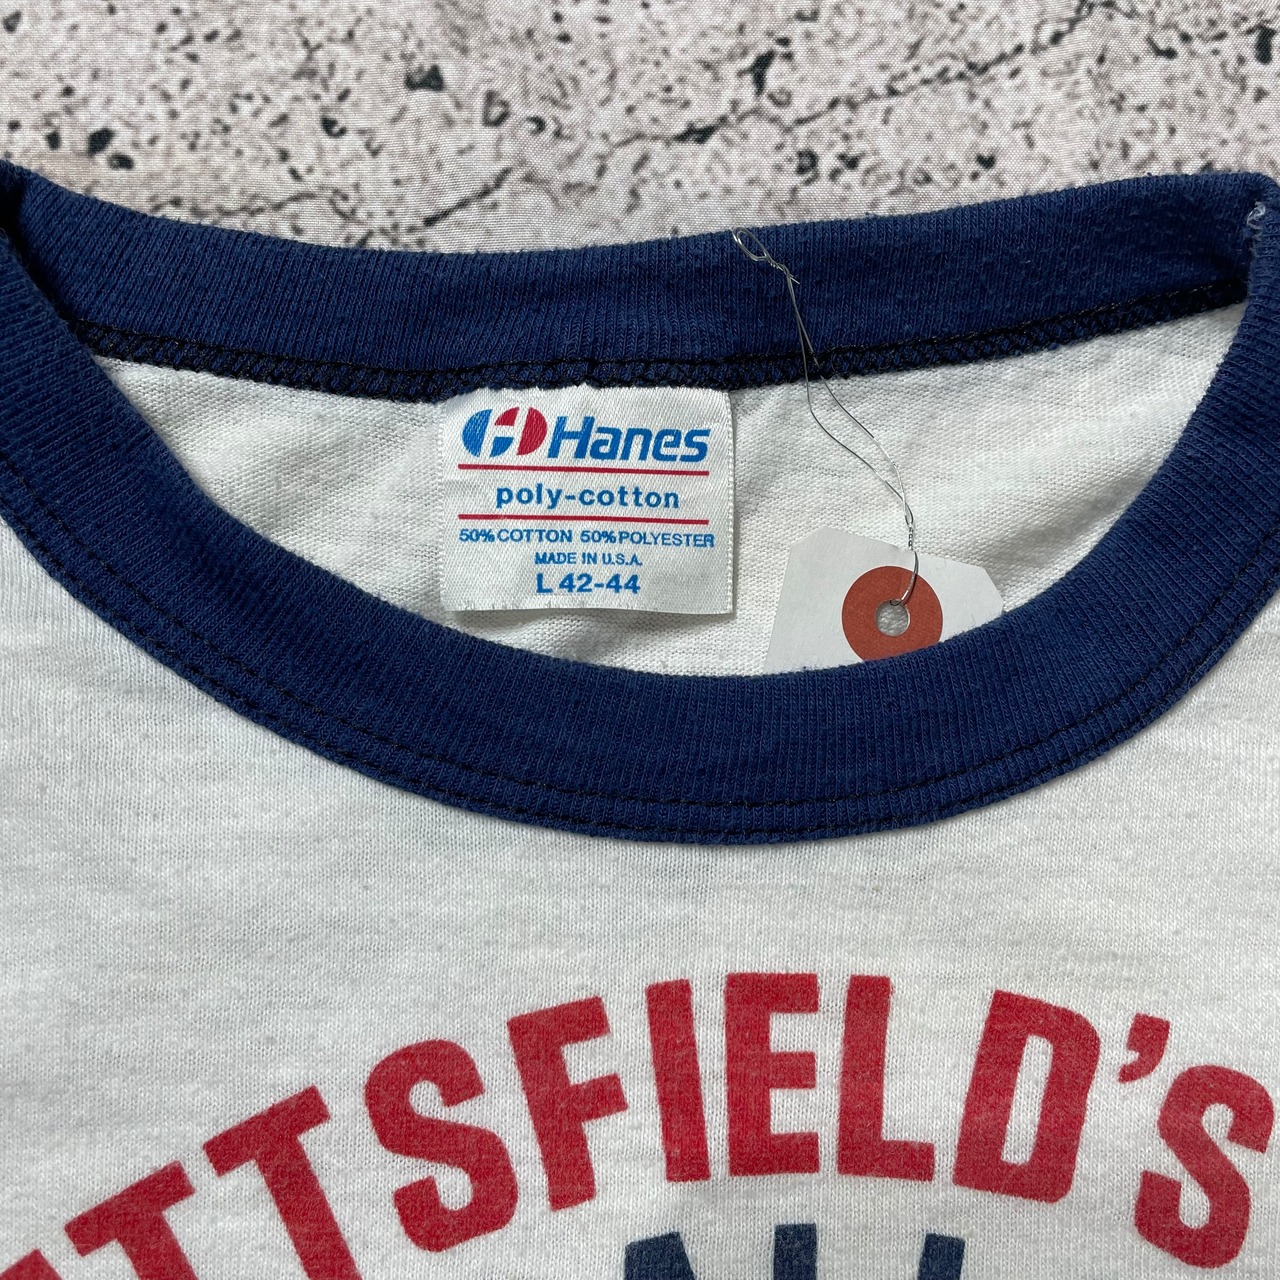 Hanes
poly-cotton
50% COTTON 50% POLYESTER
MADE IN U.S.A.
L 42-44
TTSFIELD'S